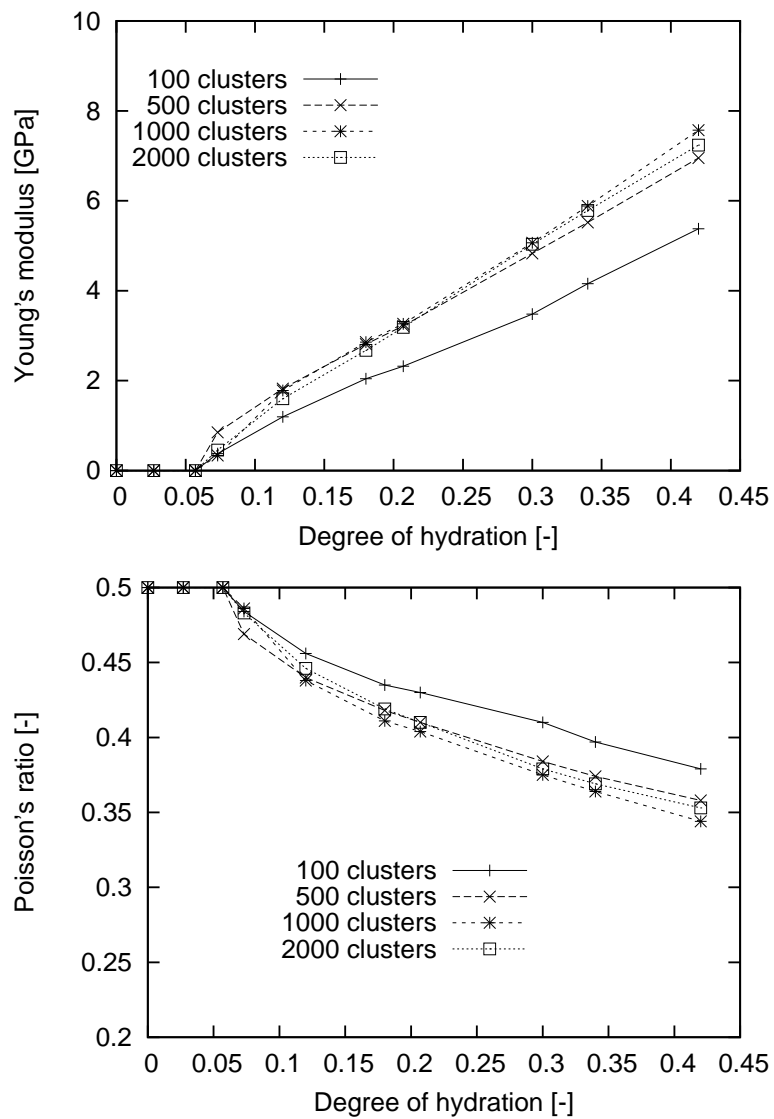 10
8
6
4
2
0
Young's modulus [GPa]
100 clusters
500 clusters
1000 clusters
2000 clusters
0 0.05 0.1 0.15 0.2 0.25 0.3 0.35 0.4 0.45
Degree of hydration [-]
0.5
0.45
0.4
0.35
0.3
0.25
0.2
Poisson's ratio [-]
100 clusters
500 clusters
1000 clusters
2000 clusters
0 0.05 0.1 0.15 0.2 0.25 0.3 0.35 0.4 0.45
Degree of hydration [-]